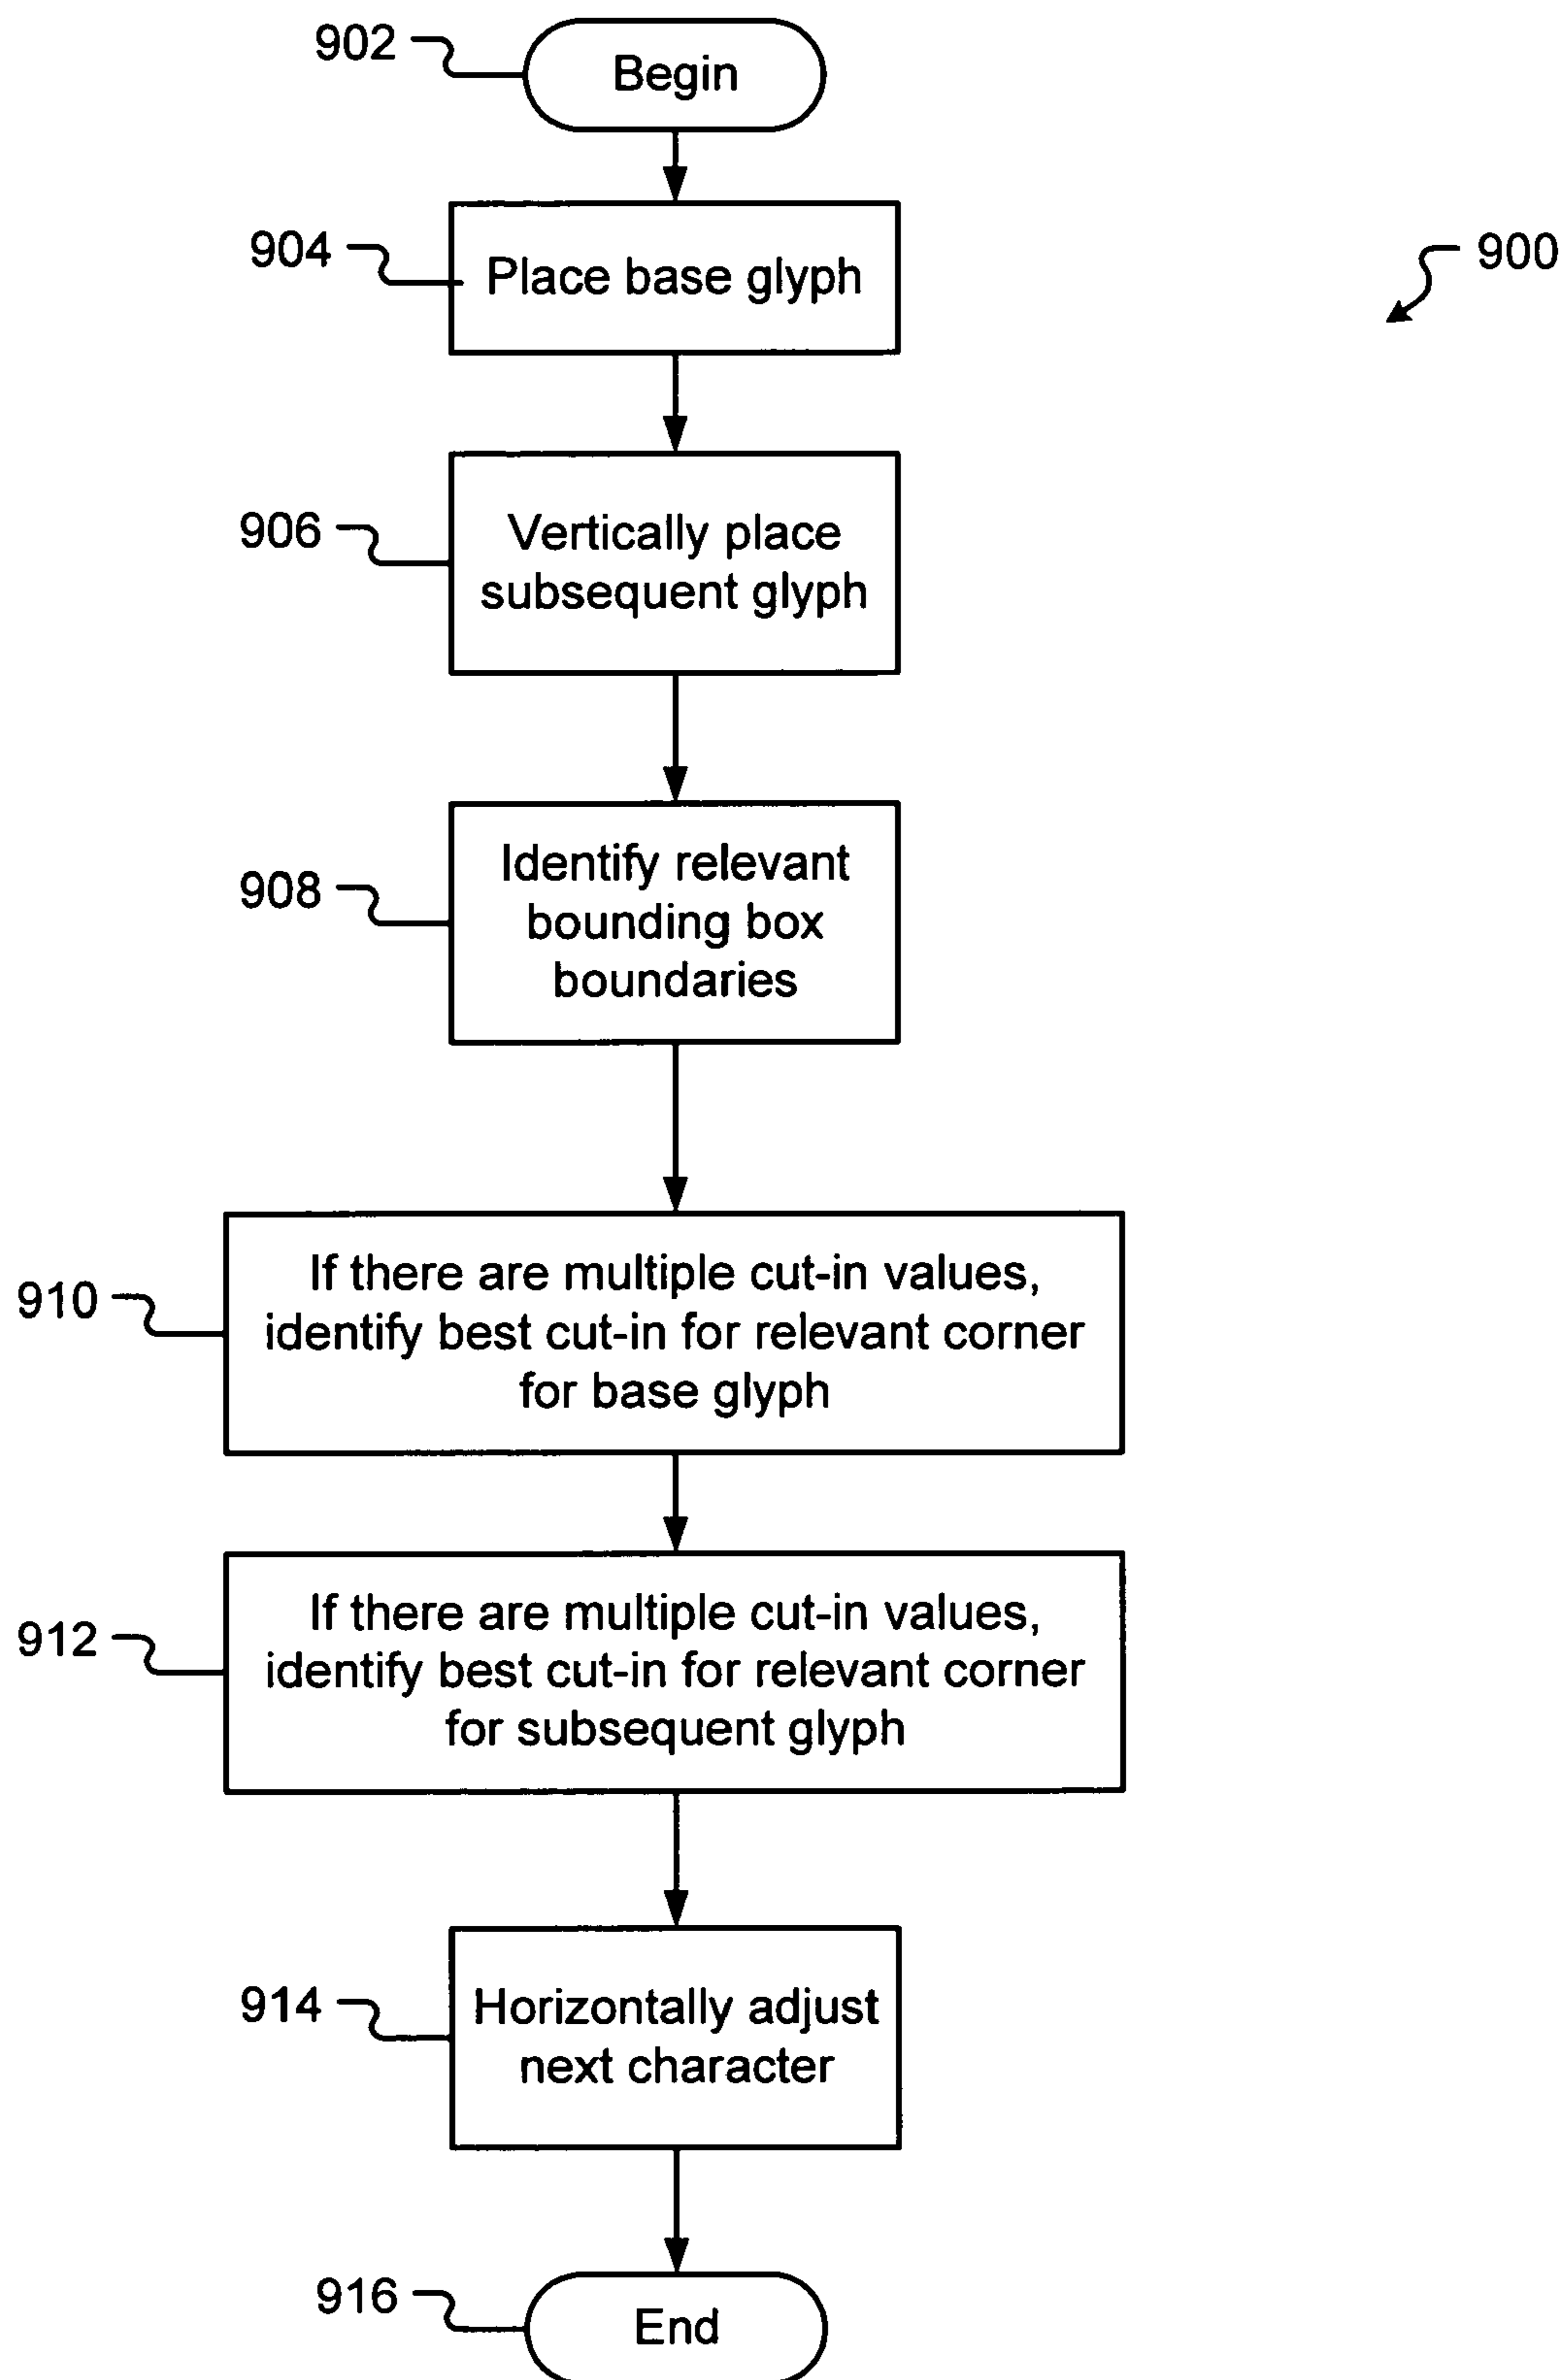 902
Begin
904
Place base glyph
900
906
Vertically place
subsequent glyph
908
Identify relevant
bounding box
boundaries
910
If there are multiple cut-in values,
identify best cut-in for relevant corner
for base glyph
912
If there are multiple cut-in values,
identify best cut-in for relevant corner
for subsequent glyph
914
Horizontally adjust
next character
916
End